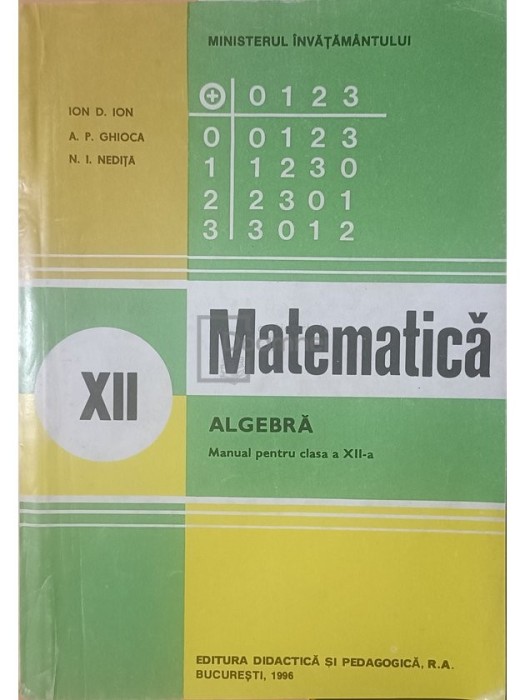 MINISTERUL ÎNVĂȚĂMÂNTULUI
ION D. ION
A. P. GHIOCA
N. I. NEDIȚĂ
⊕ 0 1 2 3
0 0 1 2 3
1 1 2 3 0
2 2 3 0 1
3 3 0 1 2
Matematică
XII
ALGEBRĂ
Manual pentru clasa a XII-a
EDITURA DIDACTICĂ ȘI PEDAGOGICĂ, R.A.
BUCUREȘTI, 1996